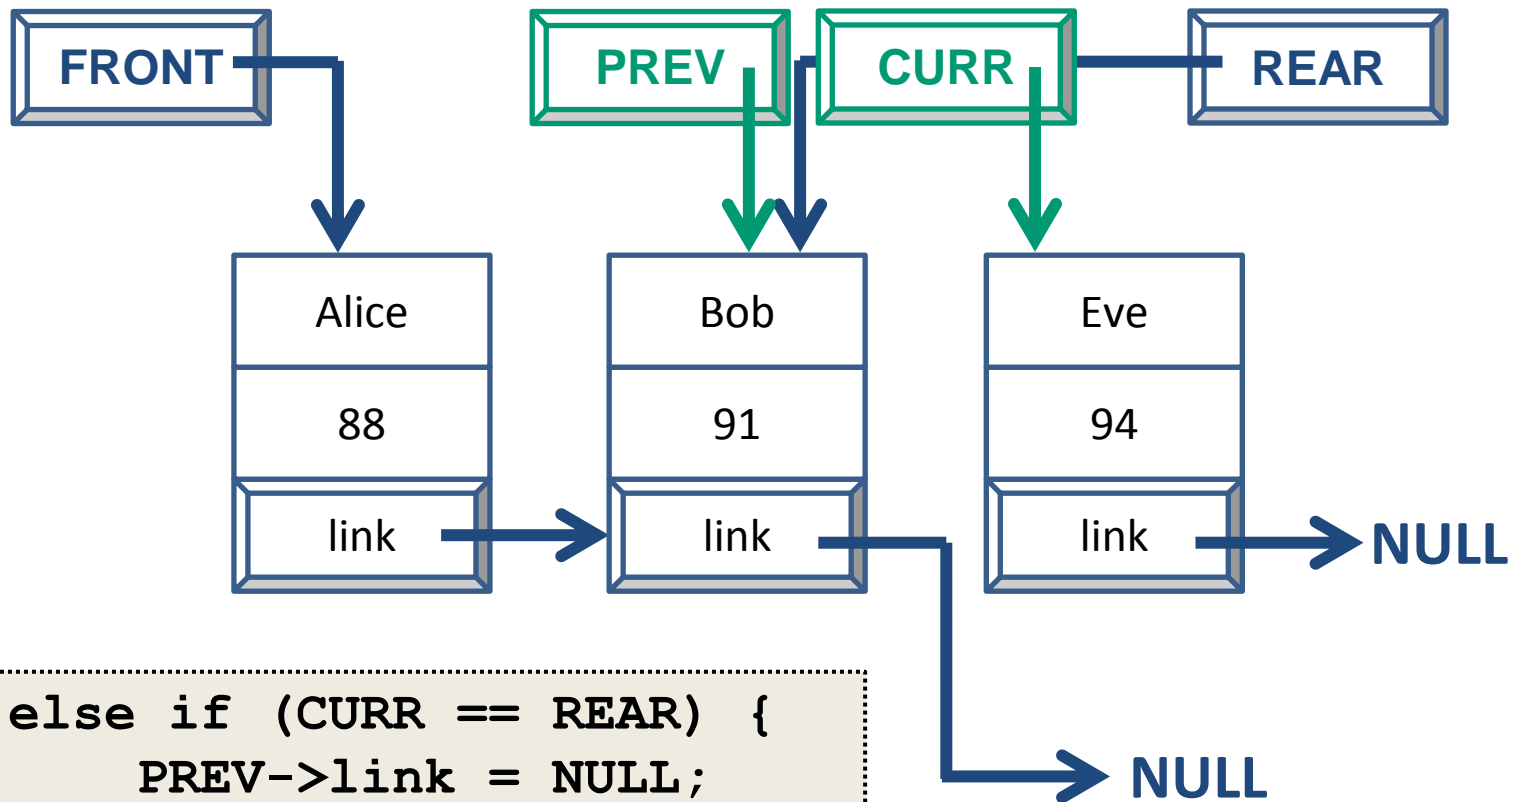 FRONT PREV CURR REAR
Alice Bob Eve
88 91 94
link link link NULL
else if (CURR == REAR) {
PREV->link = NULL;
NULL